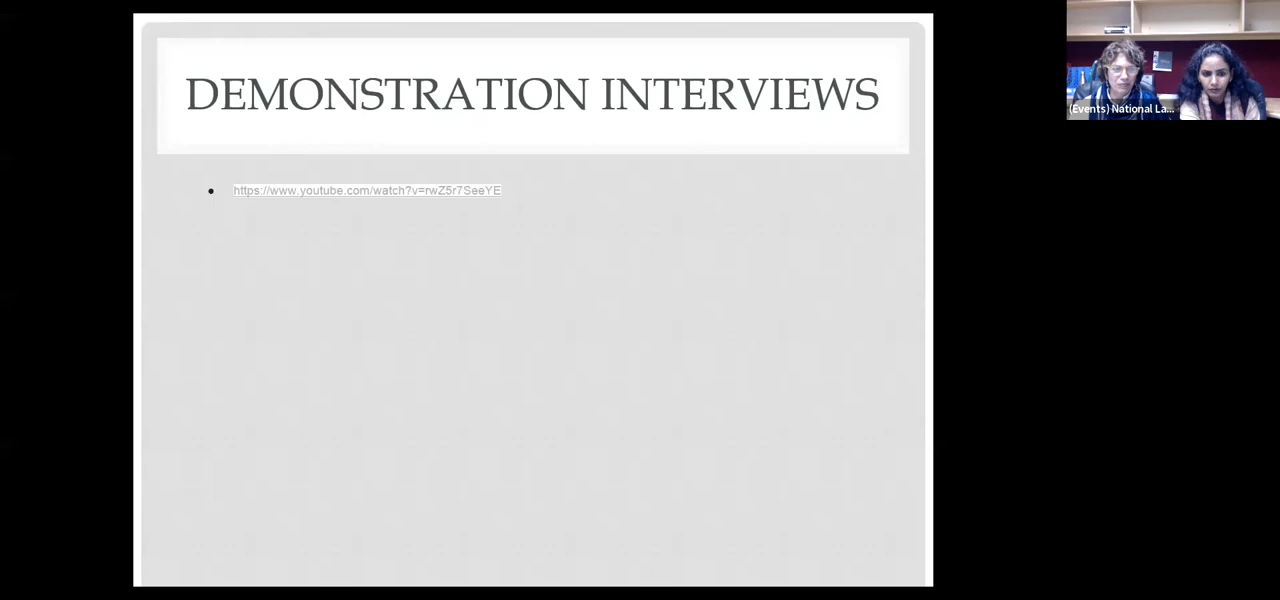 DEMONSTRATION INTERVIEWS
https://www.youtube.com/watch?v=rwZ5r7SeeYE
(Events) National La...